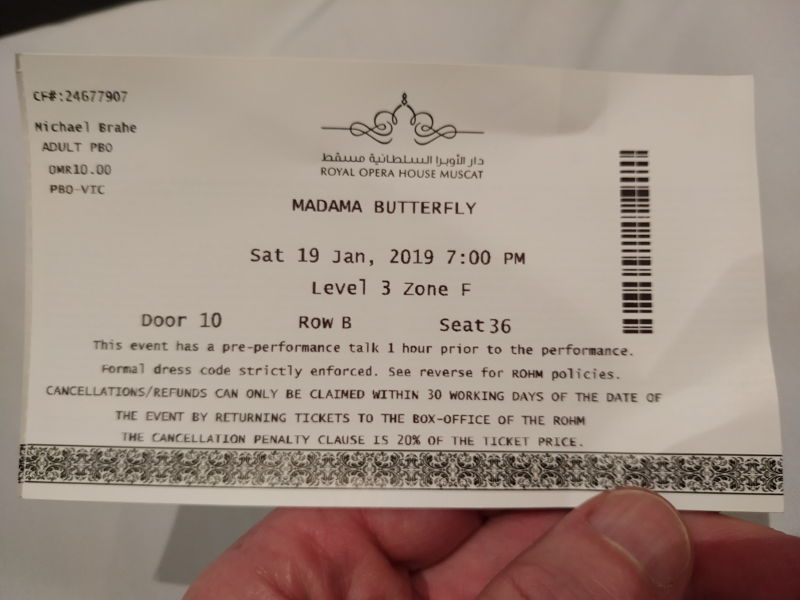 CF#:24677907
Michael Brahe
ADULT PBO
OMR10.00
PBO-VIC
دار الأوبرا السلطانية مسقط
ROYAL OPERA HOUSE MUSCAT
MADAMA BUTTERFLY
Sat 19 Jan, 2019 7:00 PM
Level 3 Zone F
Door 10 Row B Seat 36
This event has a pre-performance talk 1 hour prior to the performance.
Formal dress code strictly enforced. See reverse for ROHM policies.
CANCELLATIONS/REFUNDS CAN ONLY BE CLAIMED WITHIN 30 WORKING DAYS OF THE DATE OF
THE EVENT BY RETURNING TICKETS TO THE BOX-OFFICE OF THE ROHM
THE CANCELLATION PENALTY CLAUSE IS 20% OF THE TICKET PRICE.